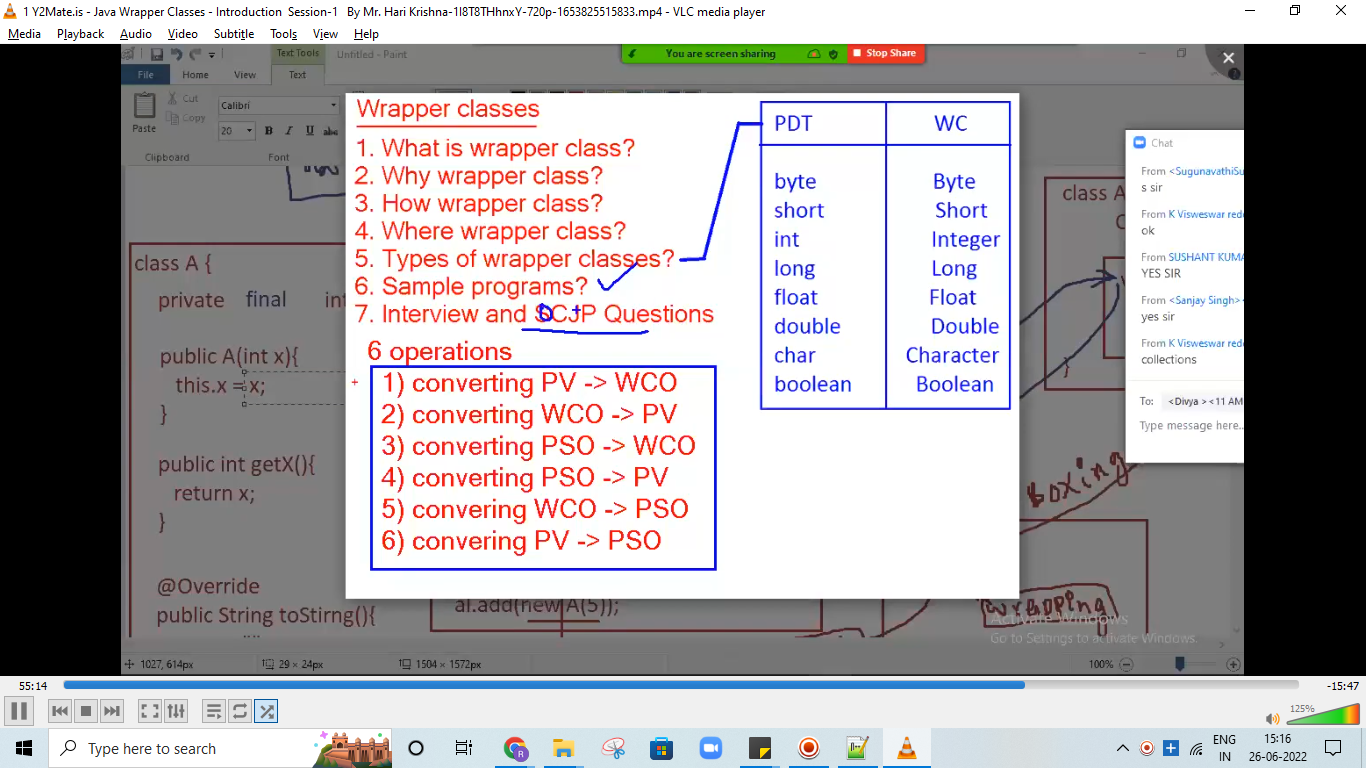 1 Y2Mate.is - Java Wrapper Classes - Introduction Session-1 By Mr. Hari Krishna-1I8T8THhnxY-720p-1653825515833.mp4 - VLC media player
Media Playback Audio Video Subtitle Tools View Help
Text Tools Untitled - Paint
You are screen sharing Stop Share
File Home View Text
Paste
Cut
Copy
Calibri
20 B I U abc
Clipboard Font
Wrapper classes
1. What is wrapper class?
2. Why wrapper class?
3. How wrapper class?
4. Where wrapper class?
5. Types of wrapper classes?
6. Sample programs?
7. Interview and SCJP Questions
6 operations
1) converting PV -> WCO
2) converting WCO -> PV
3) converting PSO -> WCO
4) converting PSO -> PV
5) convering WCO -> PSO
6) convering PV -> PSO
PDT WC
byte Byte
short Short
int Integer
long Long
float Float
double Double
char Character
boolean Boolean
class A {
private final int
public A(int x){
this.x = x;
}
public int getX(){
return x;
}
@Override
public String toStirng(){
al.add(new A(5));
class A
}
Boxing
wrapping
Chat
From <SugunavathiSu
s sir
From K Visweswar redd
ok
From SUSHANT KUMA
YES SIR
From <Sanjay Singh>
yes sir
From K Visweswar redd
collections
To: <Divya > <11 AM
Type message here..
Activate Windows
Go to Settings to activate Windows.
1027, 614px 29 × 24px 1504 × 1572px 100%
55:14 -15:47
125%
Type here to search
ENG
IN
15:16
26-06-2022